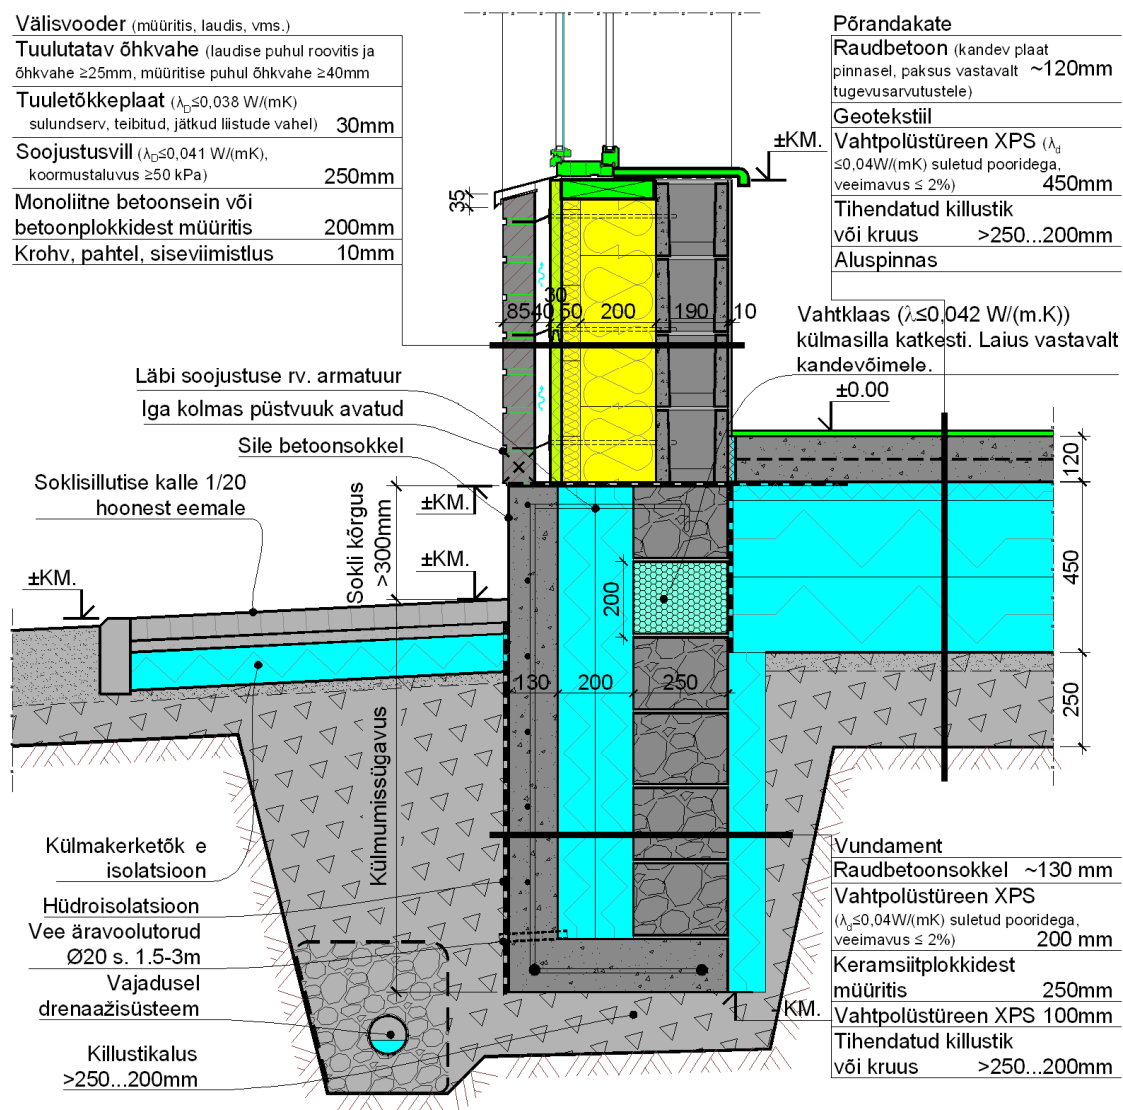 Välisvooder (müüritis, laudis, vms.)
Tuulutatav õhkvahe (laudise puhul roovitis ja
õhkvahe ≥25mm, müüritise puhul õhkvahe ≥40mm
Tuuletõkkeplaat (λD≤0,038 W/(mK)
sulundserv, teibitud, jätkud liistude vahel) 30mm
Soojustusvill (λD≤0,041 W/(mK),
koormustaluvus ≥50 kPa) 250mm
Monoliitne betoonsein või
betoonplokkidest müüritis 200mm
Krohv, pahtel, siseviimistlus 10mm
Põrandakate
Raudbetoon (kandev plaat
pinnasel, paksus vastavalt ~120mm
tugevusarvutustele)
Geotekstiil
Vahtpolüstüreen XPS (λd
≤0,04W/(mK) suletud pooridega,
veeimavus ≤ 2%) 450mm
Tihendatud killustik
või kruus >250...200mm
Aluspinnas
±KM.
35
30
85 40 50 200 190 10
Vahtklaas (λ≤0,042 W/(m.K))
külmasilla katkesti. Laius vastavalt
kandevõimele.
±0.00
Läbi soojustuse rv. armatuur
Iga kolmas püstvuuk avatud
Sile betoonsokkel
Soklisillutise kalle 1/20
hoonest eemale
±KM.
±KM.
±KM.
Sokli kõrgus
>300mm
200
120
450
250
130 200 250
Külmumissügavus
Külmakerketõk e
isolatsioon
Hüdroisolatsioon
Vee äravoolutorud
Ø20 s. 1.5-3m
Vajadusel
drenaažisüsteem
Killustikalus
>250...200mm
KM.
Vundament
Raudbetoonsokkel ~130 mm
Vahtpolüstüreen XPS
(λd≤0,04W/(mK) suletud pooridega,
veeimavus ≤ 2%) 200 mm
Keramsiitplokkidest
müüritis 250mm
Vahtpolüstüreen XPS 100mm
Tihendatud killustik
või kruus >250...200mm